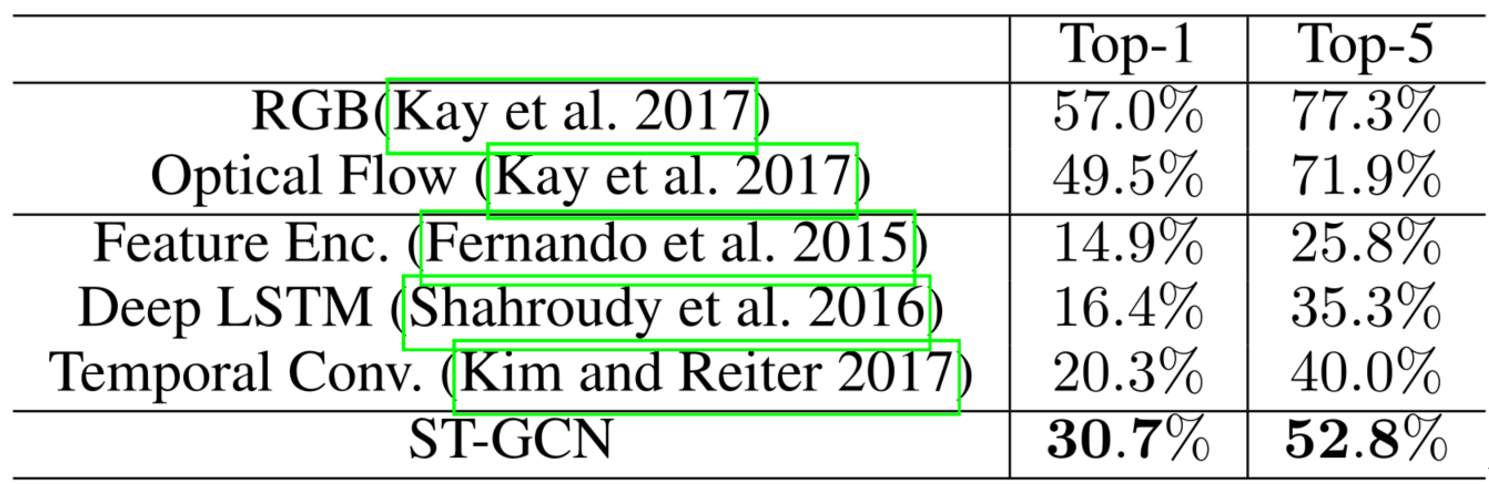 Top-1 Top-5
RGB(Kay et al. 2017) 57.0% 77.3%
Optical Flow (Kay et al. 2017) 49.5% 71.9%
Feature Enc. (Fernando et al. 2015) 14.9% 25.8%
Deep LSTM (Shahroudy et al. 2016) 16.4% 35.3%
Temporal Conv. (Kim and Reiter 2017) 20.3% 40.0%
ST-GCN 30.7% 52.8%